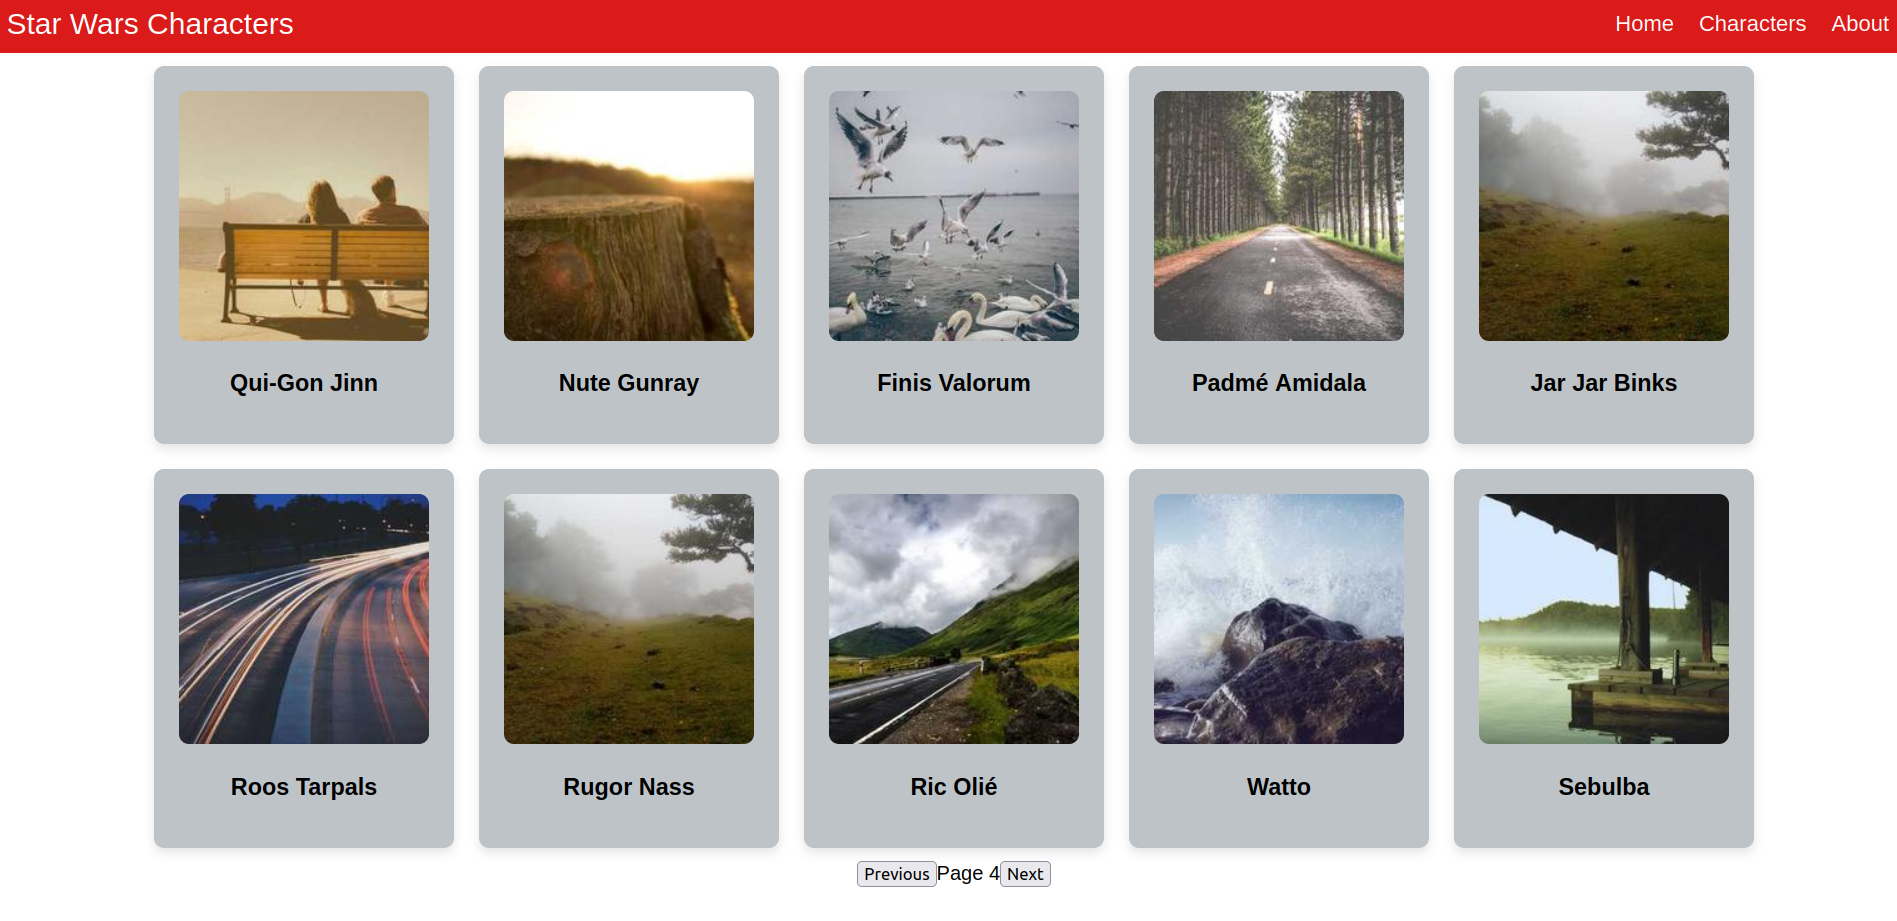 Star Wars Characters
Home Characters About
Qui-Gon Jinn
Nute Gunray
Finis Valorum
Padmé Amidala
Jar Jar Binks
Roos Tarpals
Rugor Nass
Ric Olié
Watto
Sebulba
Previous Page 4 Next